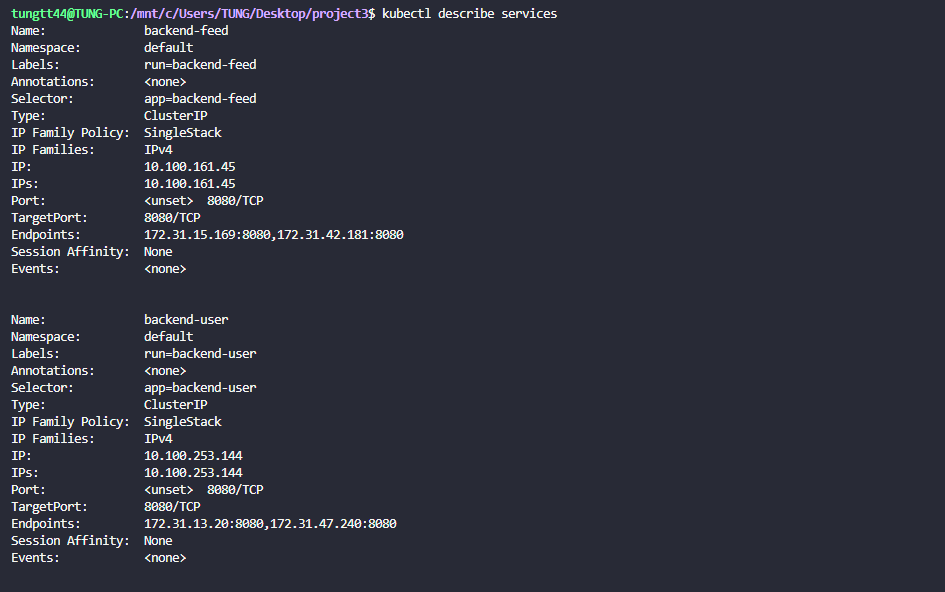 tungtt44@TUNG-PC:/mnt/c/Users/TUNG/Desktop/project3$ kubectl describe services
Name:              backend-feed
Namespace:         default
Labels:            run=backend-feed
Annotations:       <none>
Selector:          app=backend-feed
Type:              ClusterIP
IP Family Policy:  SingleStack
IP Families:       IPv4
IP:                10.100.161.45
IPs:               10.100.161.45
Port:              <unset>  8080/TCP
TargetPort:        8080/TCP
Endpoints:         172.31.15.169:8080,172.31.42.181:8080
Session Affinity:  None
Events:            <none>
Name:              backend-user
Namespace:         default
Labels:            run=backend-user
Annotations:       <none>
Selector:          app=backend-user
Type:              ClusterIP
IP Family Policy:  SingleStack
IP Families:       IPv4
IP:                10.100.253.144
IPs:               10.100.253.144
Port:              <unset>  8080/TCP
TargetPort:        8080/TCP
Endpoints:         172.31.13.20:8080,172.31.47.240:8080
Session Affinity:  None
Events:            <none>